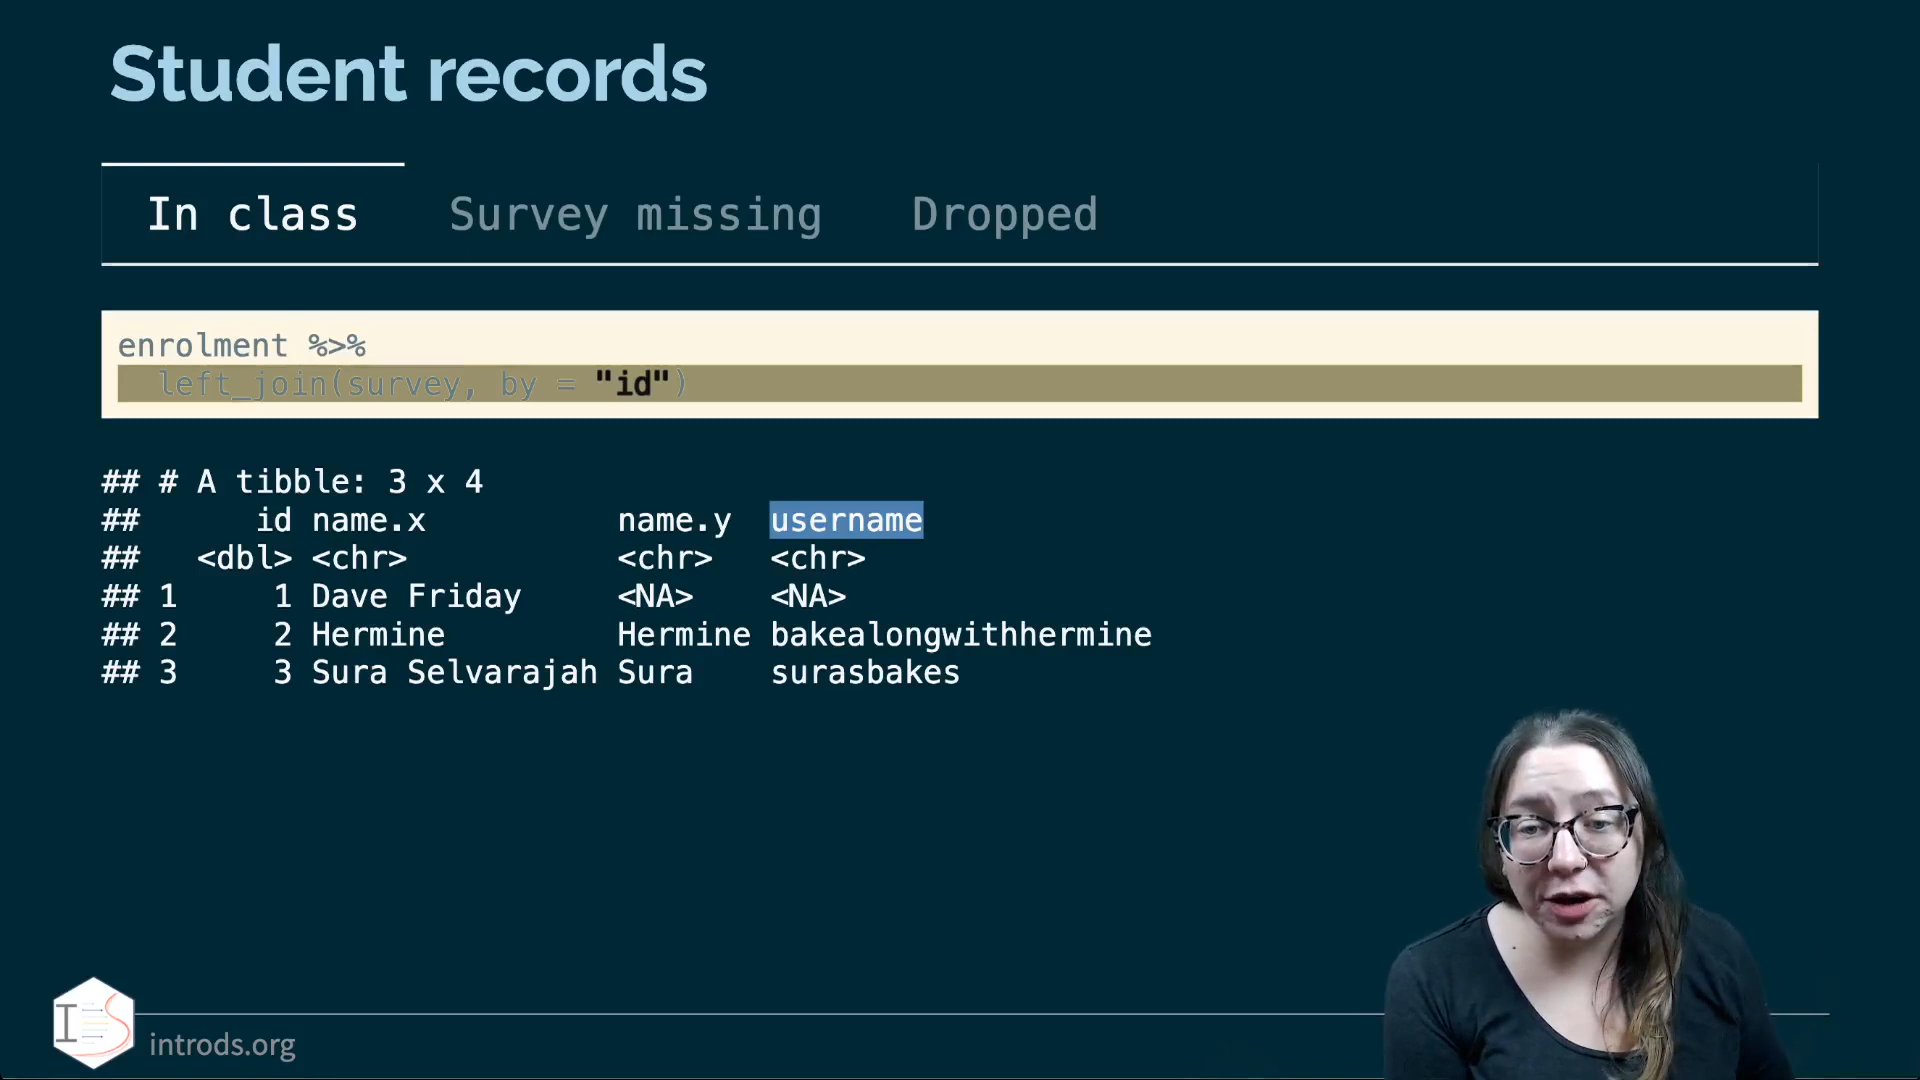 Student records
In class Survey missing Dropped
enrolment %>%
left_join(survey, by = "id")
## # A tibble: 3 x 4
## id name.x name.y username
## <dbl> <chr> <chr> <chr>
## 1 1 Dave Friday <NA> <NA>
## 2 2 Hermine Hermine bakealongwithhermine
## 3 3 Sura Selvarajah Sura surasbakes
IDS
introds.org